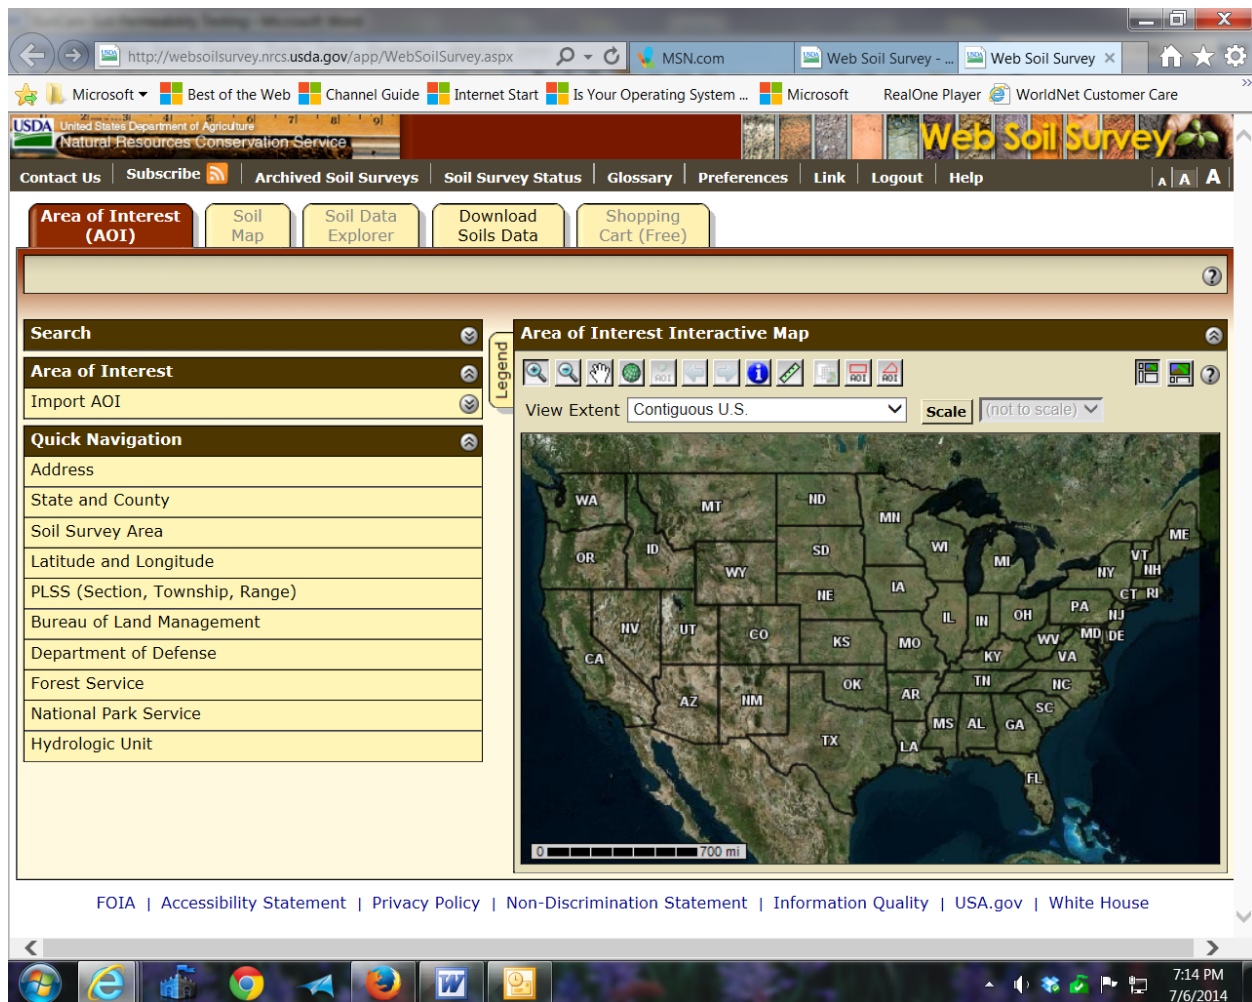 SunCam Soil Permeability Testing - Microsoft Word
http://websoilsurvey.nrcs.usda.gov/app/WebSoilSurvey.aspx
MSN.com
Web Soil Survey - ...
Web Soil Survey
Microsoft
Best of the Web
Channel Guide
Internet Start
Is Your Operating System ...
Microsoft
RealOne Player
WorldNet Customer Care
USDA United States Department of Agriculture
Natural Resources Conservation Service
Web Soil Survey
Contact Us | Subscribe | Archived Soil Surveys | Soil Survey Status | Glossary | Preferences | Link | Logout | Help | A A A
Area of Interest (AOI)
Soil Map
Soil Data Explorer
Download Soils Data
Shopping Cart (Free)
Search
Area of Interest
Import AOI
Quick Navigation
Address
State and County
Soil Survey Area
Latitude and Longitude
PLSS (Section, Township, Range)
Bureau of Land Management
Department of Defense
Forest Service
National Park Service
Hydrologic Unit
Legend
Area of Interest Interactive Map
AOI
AOI
AOI
View Extent Contiguous U.S. Scale (not to scale)
WA
MT
ND
MN
ME
OR
ID
SD
WI
MI
VT
NH
NY
WY
IA
CT RI
NE
PA
NJ
IL
IN
OH
NV
UT
CO
KS
MO
WV
MD DE
KY
VA
CA
TN
NC
OK
AR
AZ
NM
SC
MS
AL
GA
TX
LA
FL
0 700 mi
FOIA | Accessibility Statement | Privacy Policy | Non-Discrimination Statement | Information Quality | USA.gov | White House
7:14 PM
7/6/2014